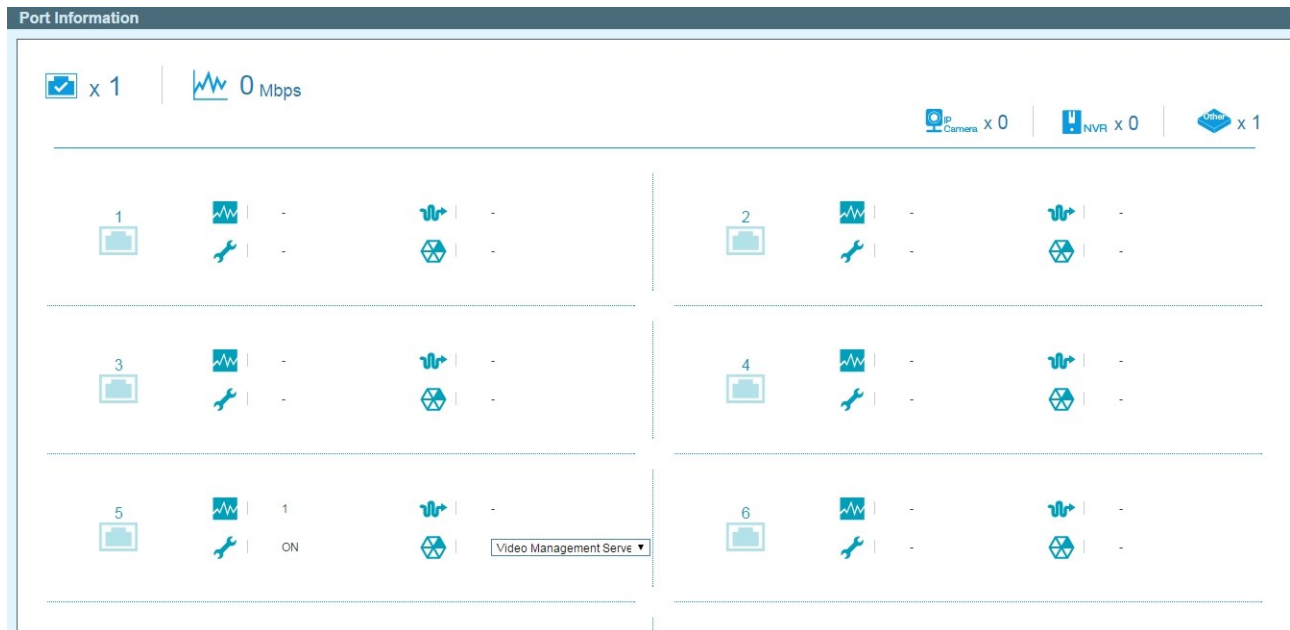 Port Information
x 1 0 Mbps
IP Camera x 0 NVR x 0 Other x 1
1 - - 2 - -
- - - -
3 - - 4 - -
- - - -
5 1 - 6 - -
ON Video Management Serve - -